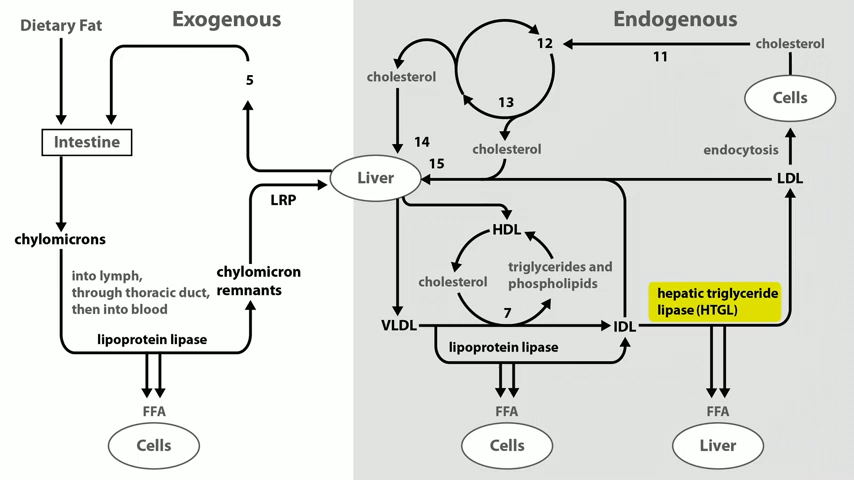 Exogenous
Endogenous
Dietary Fat
5
Intestine
chylomicrons
into lymph,
through thoracic duct,
then into blood
lipoprotein lipase
FFA
Cells
chylomicron
remnants
LRP
Liver
cholesterol
14
15
12
13
cholesterol
11
cholesterol
Cells
endocytosis
LDL
HDL
cholesterol
triglycerides and
phospholipids
7
VLDL
IDL
lipoprotein lipase
FFA
Cells
hepatic triglyceride
lipase (HTGL)
FFA
Liver